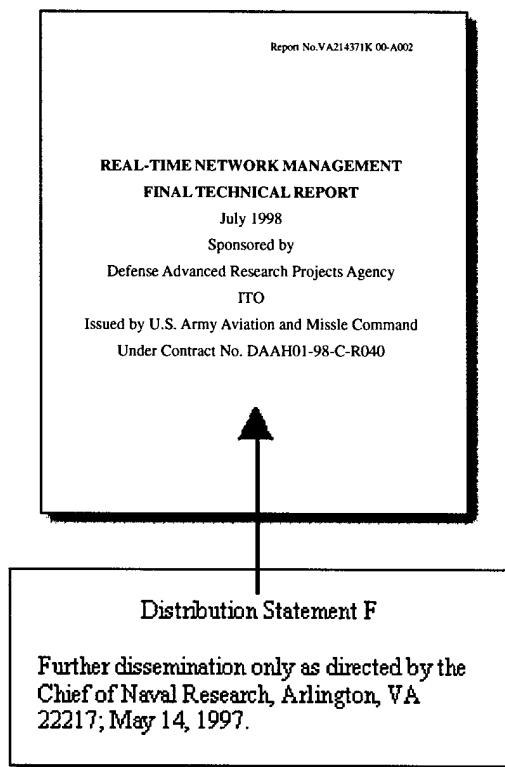 Report No.VA214371K 00-A002
REAL-TIME NETWORK MANAGEMENT
FINAL TECHNICAL REPORT
July 1998
Sponsored by
Defense Advanced Research Projects Agency
ITO
Issued by U.S. Army Aviation and Missle Command
Under Contract No. DAAH01-98-C-R040
Distribution Statement F
Further dissemination only as directed by the
Chief of Naval Research, Arlington, VA
22217; May 14, 1997.